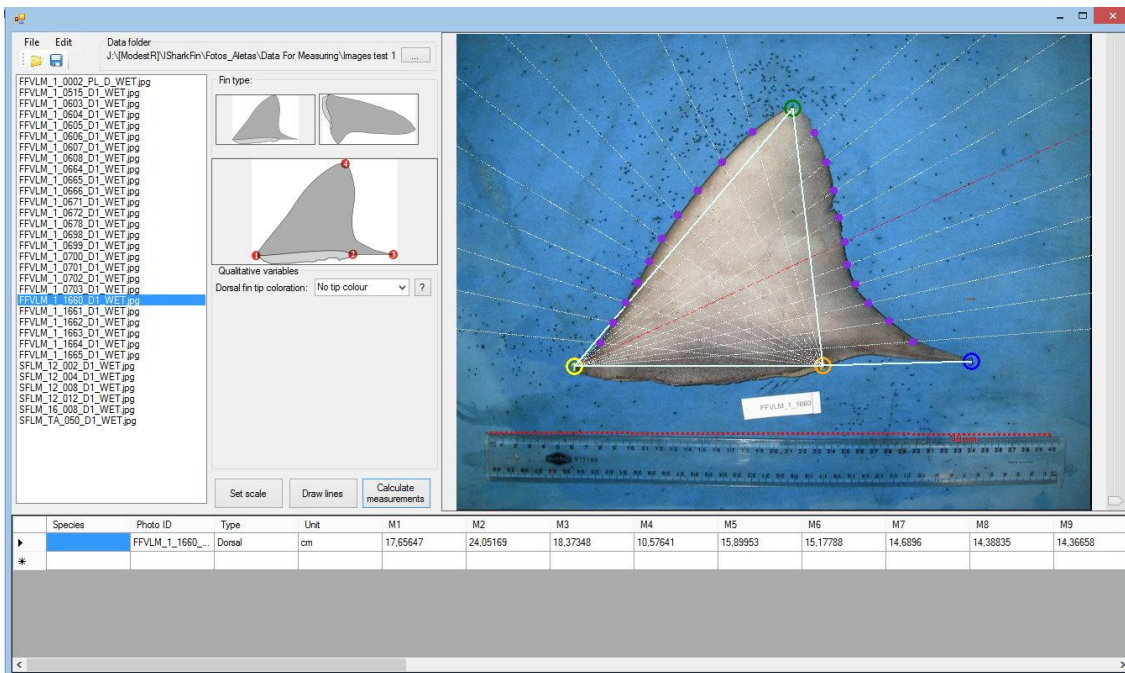 File Edit
Data folder
J:\[ModestR]\ISharkFin\Fotos_Aletas\Data For Measuring\Images test 1 ...
FFVLM_1_0002_PL_D_WET.jpg
FFVLM_1_0515_D1_WET.jpg
FFVLM_1_0603_D1_WET.jpg
FFVLM_1_0604_D1_WET.jpg
FFVLM_1_0605_D1_WET.jpg
FFVLM_1_0606_D1_WET.jpg
FFVLM_1_0607_D1_WET.jpg
FFVLM_1_0608_D1_WET.jpg
FFVLM_1_0664_D1_WET.jpg
FFVLM_1_0665_D1_WET.jpg
FFVLM_1_0666_D1_WET.jpg
FFVLM_1_0671_D1_WET.jpg
FFVLM_1_0672_D1_WET.jpg
FFVLM_1_0678_D1_WET.jpg
FFVLM_1_0698_D1_WET.jpg
FFVLM_1_0699_D1_WET.jpg
FFVLM_1_0700_D1_WET.jpg
FFVLM_1_0701_D1_WET.jpg
FFVLM_1_0702_D1_WET.jpg
FFVLM_1_0703_D1_WET.jpg
FFVLM_1_1660_D1_WET.jpg
FFVLM_1_1661_D1_WET.jpg
FFVLM_1_1662_D1_WET.jpg
FFVLM_1_1663_D1_WET.jpg
FFVLM_1_1664_D1_WET.jpg
FFVLM_1_1665_D1_WET.jpg
SFLM_12_002_D1_WET.jpg
SFLM_12_004_D1_WET.jpg
SFLM_12_008_D1_WET.jpg
SFLM_12_012_D1_WET.jpg
SFLM_16_008_D1_WET.jpg
SFLM_TA_050_D1_WET.jpg
Fin type:
4
1 2 3
Qualitative variables
Dorsal fin tip coloration: No tip colour ?
Set scale Draw lines Calculate
measurements
FFVLM_1_1660
Species Photo ID Type Unit M1 M2 M3 M4 M5 M6 M7 M8 M9
FFVLM_1_1660_... Dorsal cm 17,65647 24,05169 18,37348 10,57641 15,89953 15,17788 14,6896 14,38835 14,36658